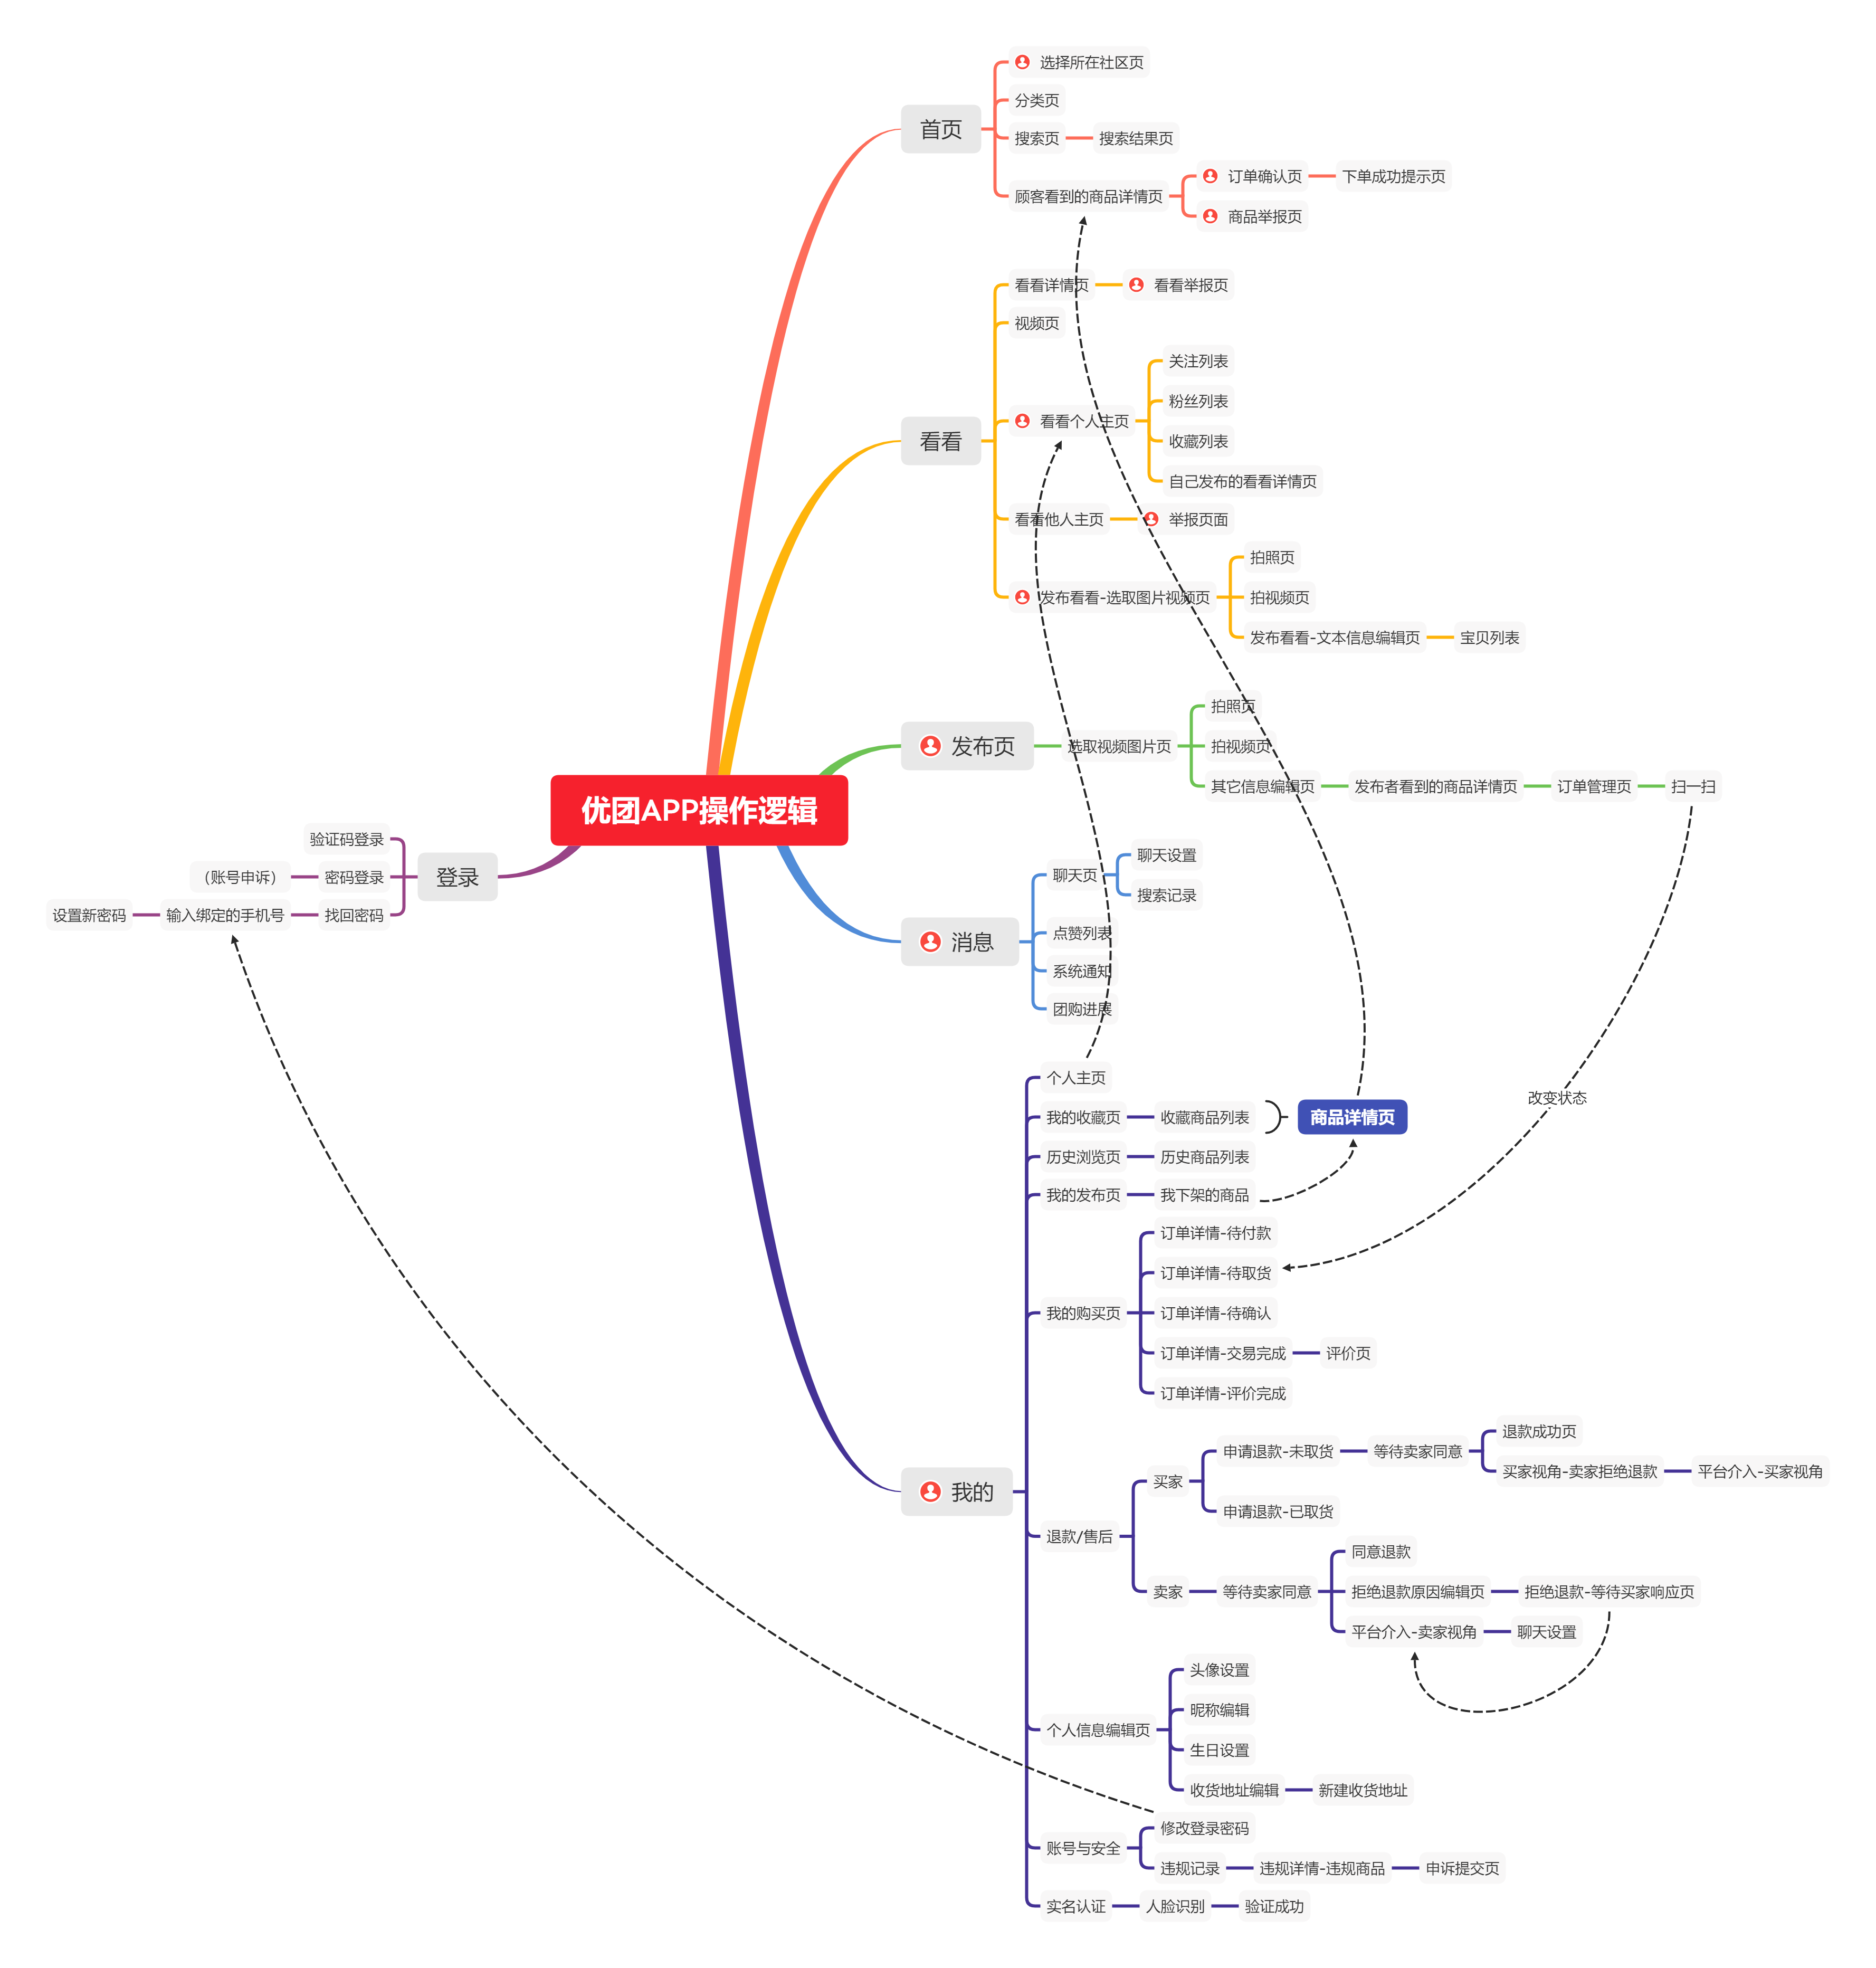 优团APP操作逻辑
首页
选择所在社区页
分类页
搜索页
搜索结果页
顾客看到的商品详情页
订单确认页
下单成功提示页
商品举报页
看看
看看详情页
看看举报页
视频页
看看个人主页
关注列表
粉丝列表
收藏列表
自己发布的看看详情页
看看他人主页
举报页面
发布看看-选取图片视频页
拍照页
拍视频页
发布看看-文本信息编辑页
宝贝列表
发布页
选取视频图片页
拍照页
拍视频页
其它信息编辑页
发布者看到的商品详情页
订单管理页
扫一扫
消息
聊天页
聊天设置
搜索记录
点赞列表
系统通知
团购进展
我的
个人主页
我的收藏页
收藏商品列表
商品详情页
改变状态
历史浏览页
历史商品列表
我的发布页
我下架的商品
我的购买页
订单详情-待付款
订单详情-待取货
订单详情-待确认
订单详情-交易完成
评价页
订单详情-评价完成
退款/售后
买家
申请退款-未取货
等待卖家同意
退款成功页
买家视角-卖家拒绝退款
平台介入-买家视角
申请退款-已取货
卖家
等待卖家同意
同意退款
拒绝退款原因编辑页
拒绝退款-等待买家响应页
平台介入-卖家视角
聊天设置
个人信息编辑页
头像设置
昵称编辑
生日设置
收货地址编辑
新建收货地址
账号与安全
修改登录密码
违规记录
违规详情-违规商品
申诉提交页
实名认证
人脸识别
验证成功
登录
验证码登录
密码登录
（账号申诉）
找回密码
输入绑定的手机号
设置新密码